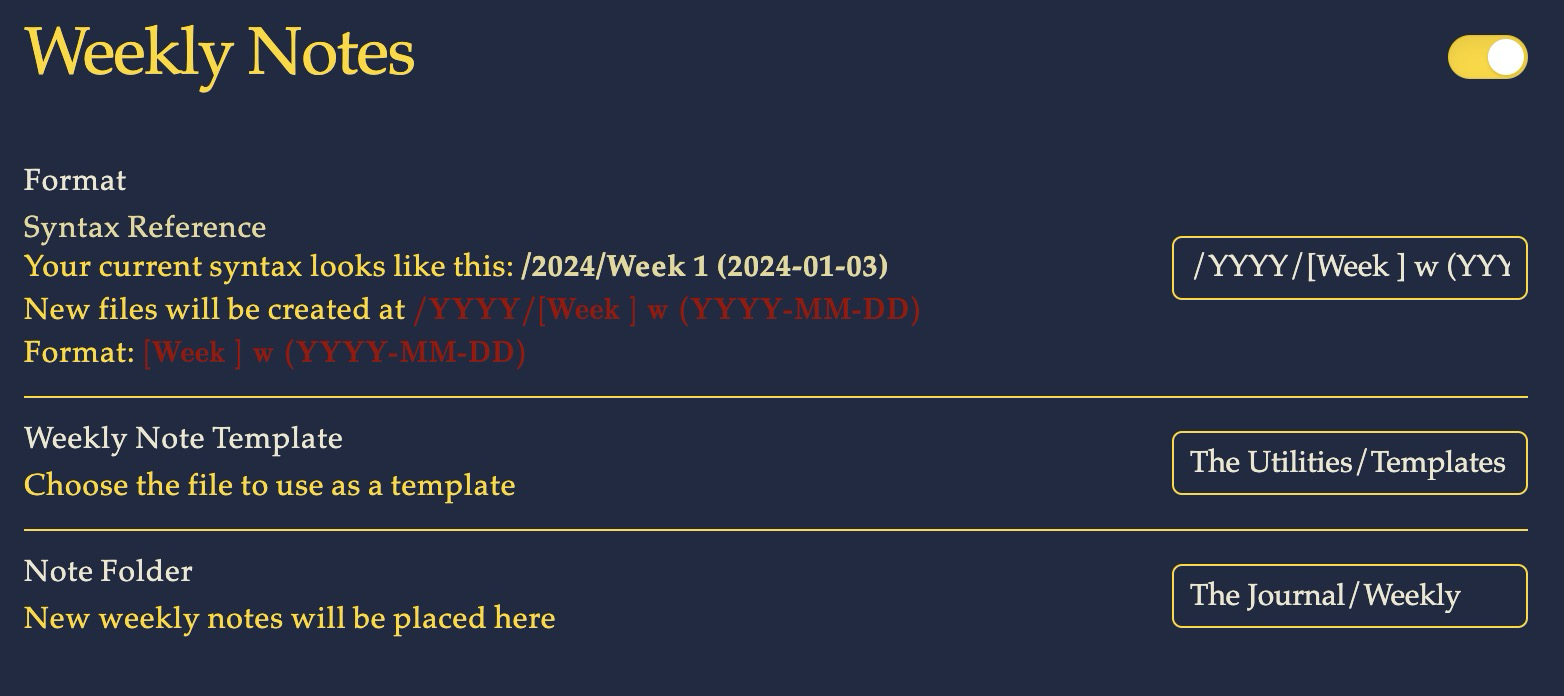 Weekly Notes
Format
Syntax Reference
Your current syntax looks like this: /2024/Week 1 (2024-01-03)
/YYYY/[Week ] w (YYY
New files will be created at /YYYY/[Week ] w (YYYY-MM-DD)
Format: [Week ] w (YYYY-MM-DD)
Weekly Note Template
The Utilities/Templates
Choose the file to use as a template
Note Folder
The Journal/Weekly
New weekly notes will be placed here